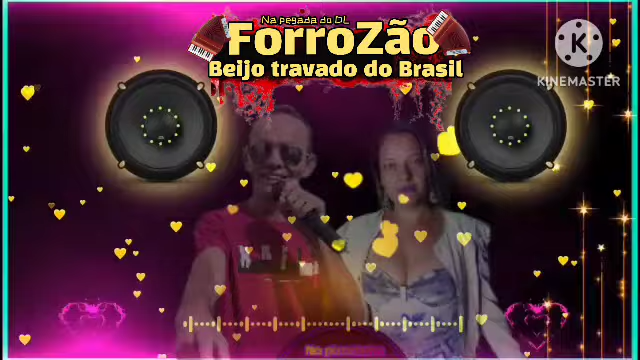 Na pegada do DL
ForroZão
Beijo travado do Brasil
KINEMASTER